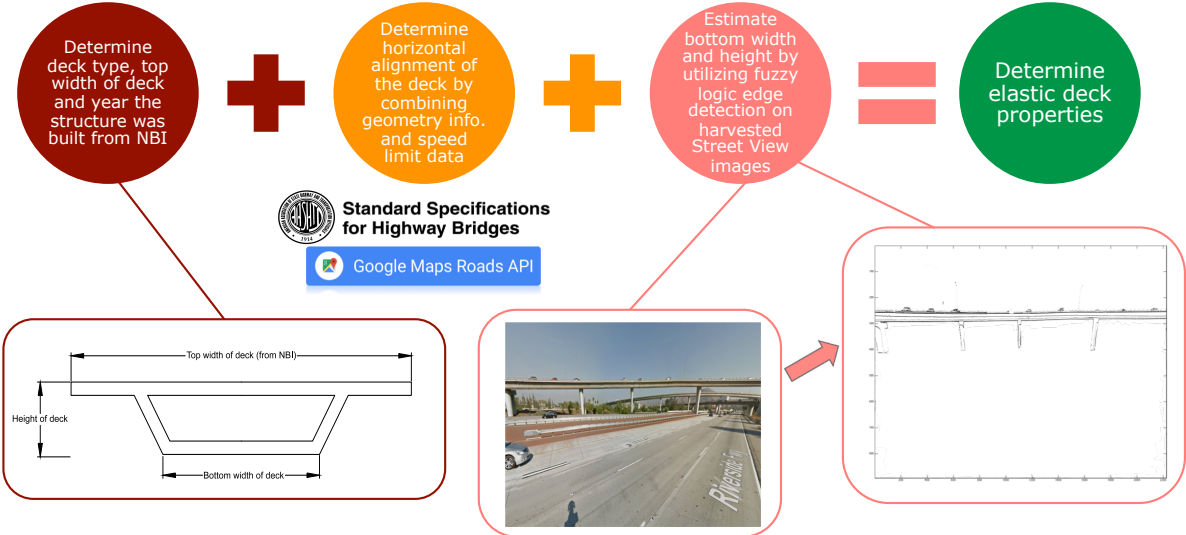 Determine
deck type, top
width of deck
and year the
structure was
built from NBI
Determine
horizontal
alignment of
the deck by
combining
geometry info.
and speed
limit data
Estimate
bottom width
and height by
utilizing fuzzy
logic edge
detection on
harvested
Street View
images
Determine
elastic deck
properties
Standard Specifications
for Highway Bridges
1914
Google Maps Roads API
Top width of deck (from NBI)
Height of deck
Bottom width of deck
Riverside Fwy